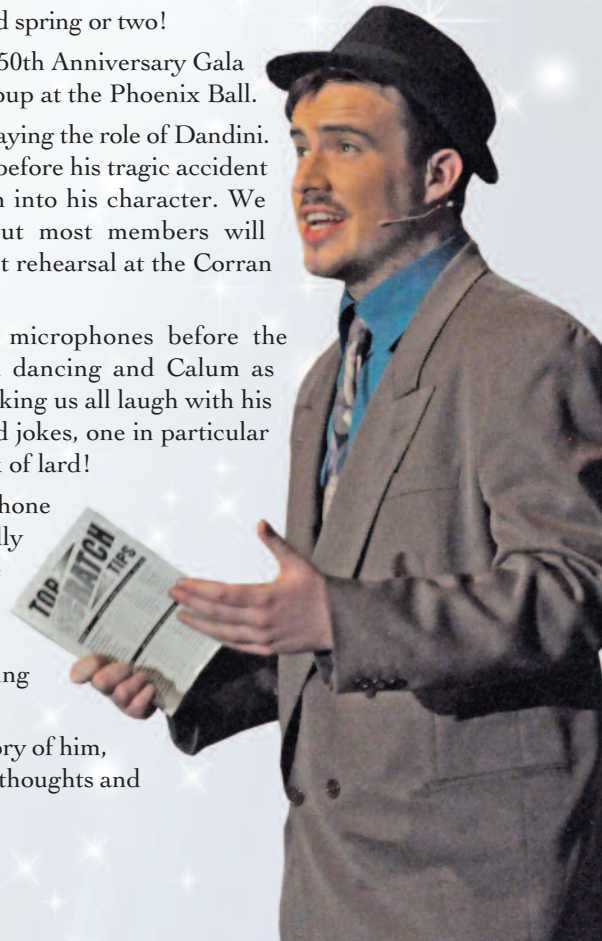 d spring or two!
50th Anniversary Gala
oup at the Phoenix Ball.
aying the role of Dandini.
before his tragic accident
n into his character. We
ut most members will
t rehearsal at the Corran
microphones before the
dancing and Calum as
king us all laugh with his
d jokes, one in particular
of lard!
hone
lly
ng
ory of him,
thoughts and
TOP
SCRATCH
TIPS